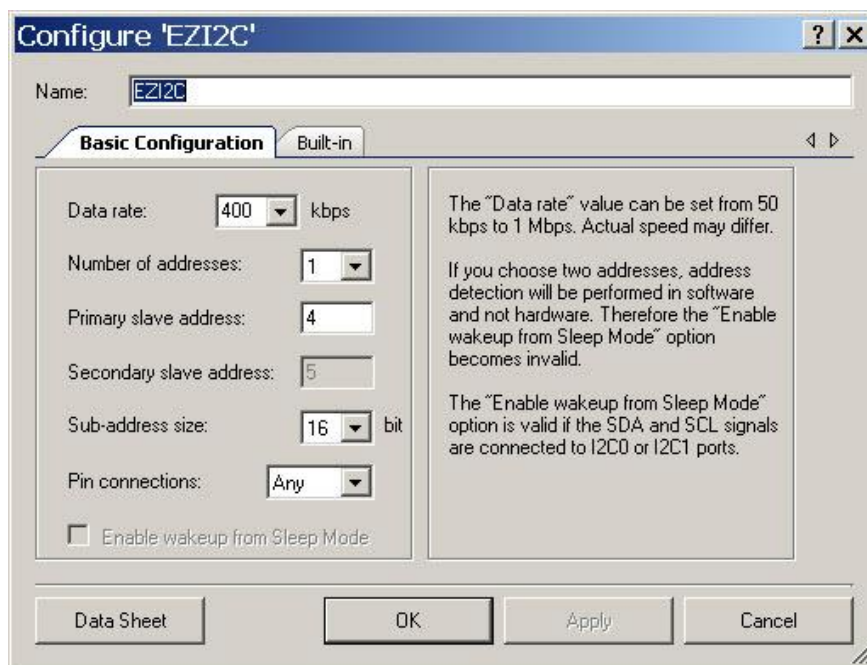 Configure 'EZI2C'
Name: EZI2C
Basic Configuration Built-in
Data rate: 400 kbps
Number of addresses: 1
Primary slave address: 4
Secondary slave address: 5
Sub-address size: 16 bit
Pin connections: Any
Enable wakeup from Sleep Mode
The "Data rate" value can be set from 50
kbps to 1 Mbps. Actual speed may differ.
If you choose two addresses, address
detection will be performed in software
and not hardware. Therefore the "Enable
wakeup from Sleep Mode" option
becomes invalid.
The "Enable wakeup from Sleep Mode"
option is valid if the SDA and SCL signals
are connected to I2C0 or I2C1 ports.
Data Sheet OK Apply Cancel